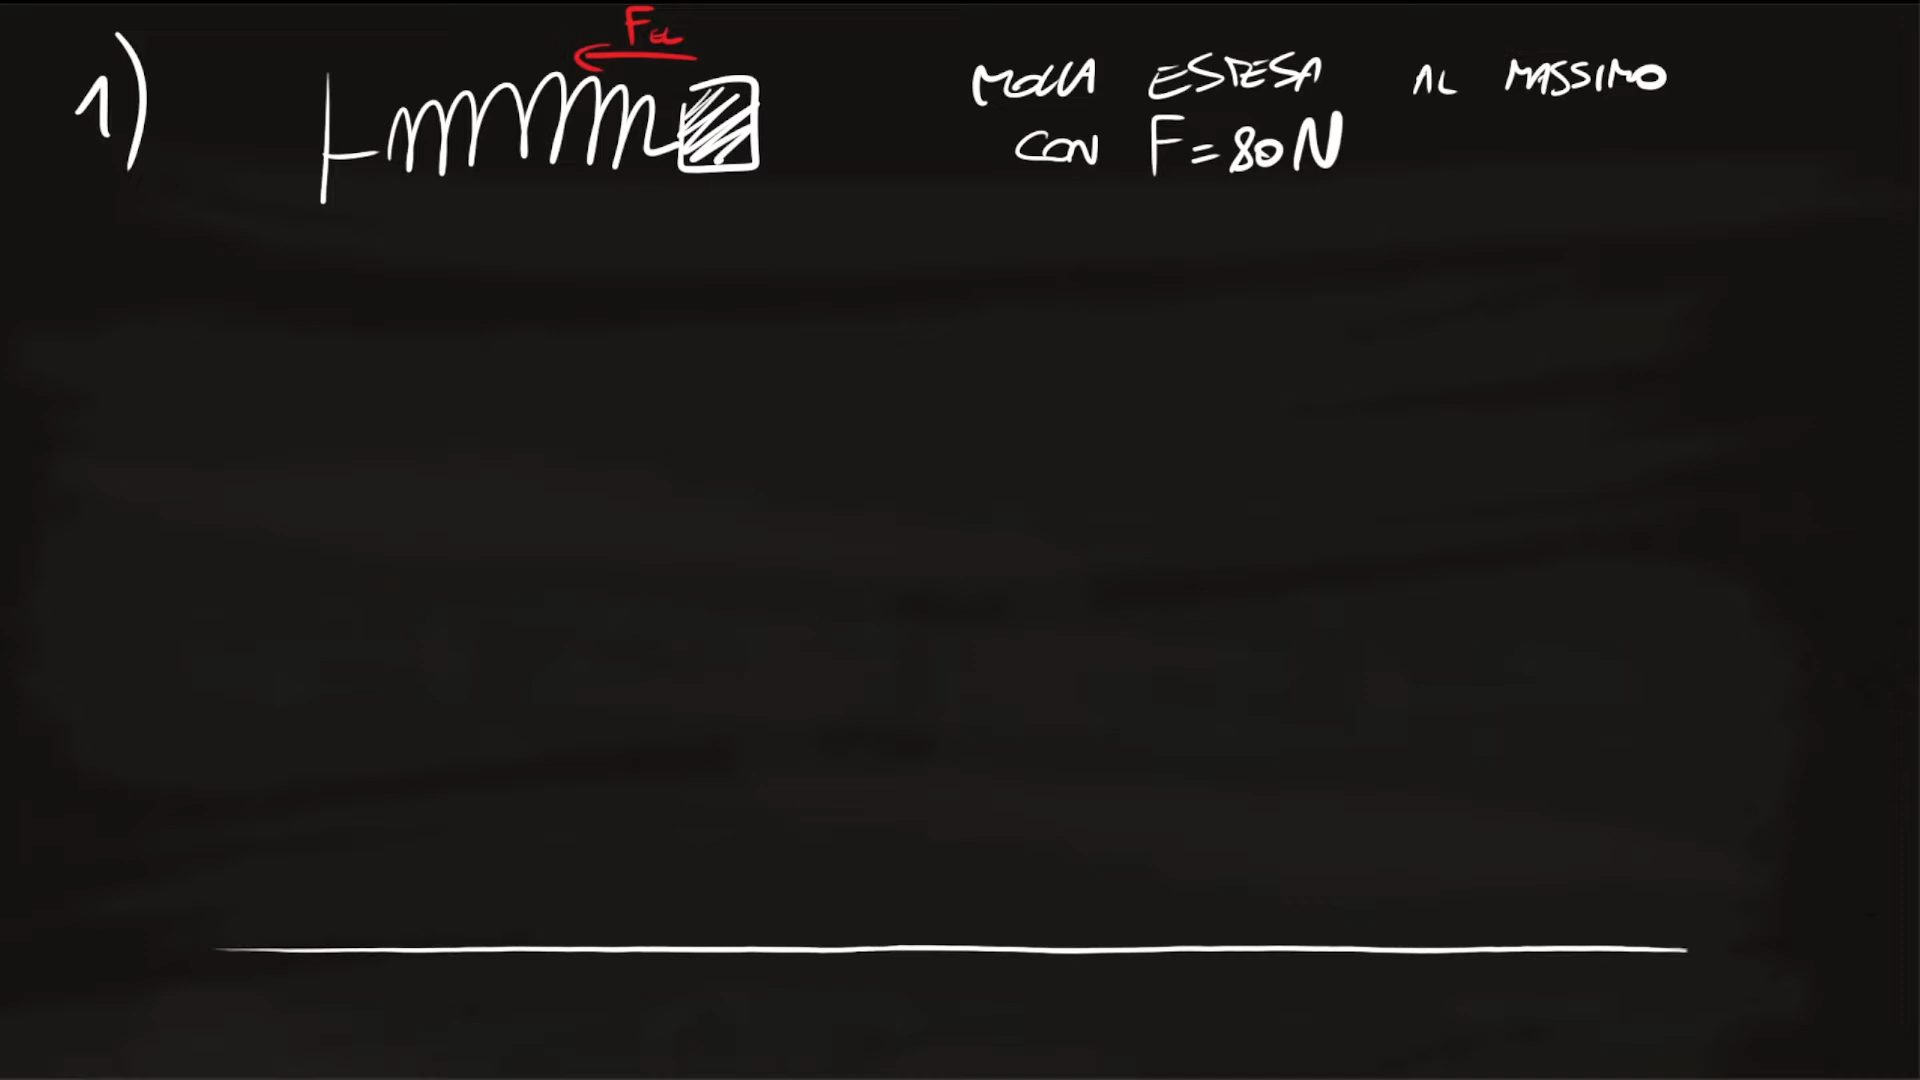 1)
Fel
MOLLA ESTESA AL MASSIMO
CON F=80N